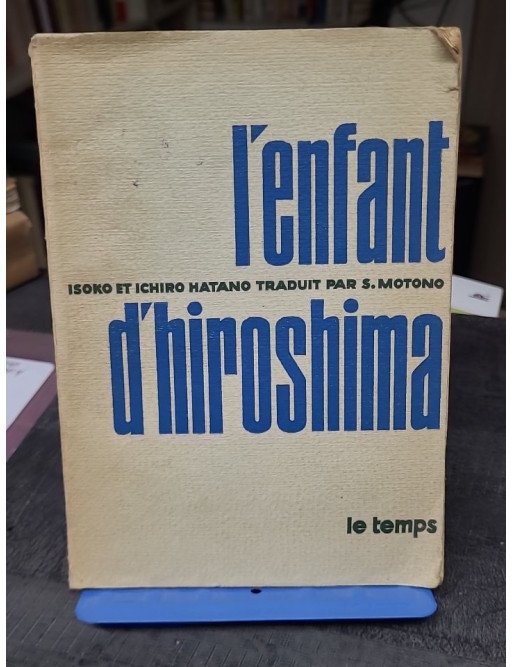 l'enfant
ISOKO ET ICHIRO HATANO TRADUIT PAR S. MOTONO
d'hiroshima
le temps